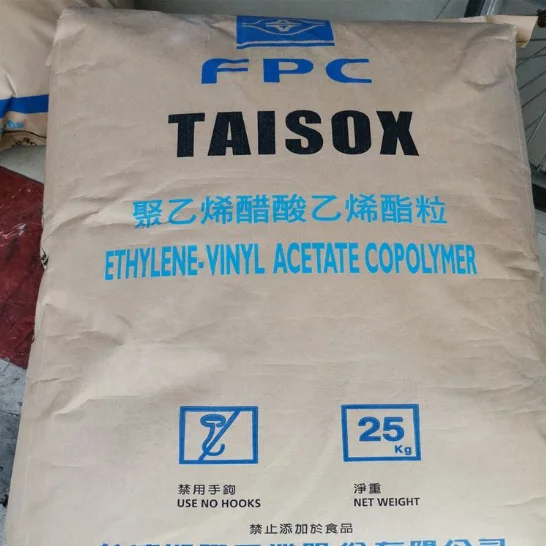 FPC
TAISOX
聚乙烯醋酸乙烯酯粒
ETHYLENE-VINYL ACETATE COPOLYMER
25
Kg
禁用手鉤
USE NO HOOKS
淨重
NET WEIGHT
禁止添加於食品